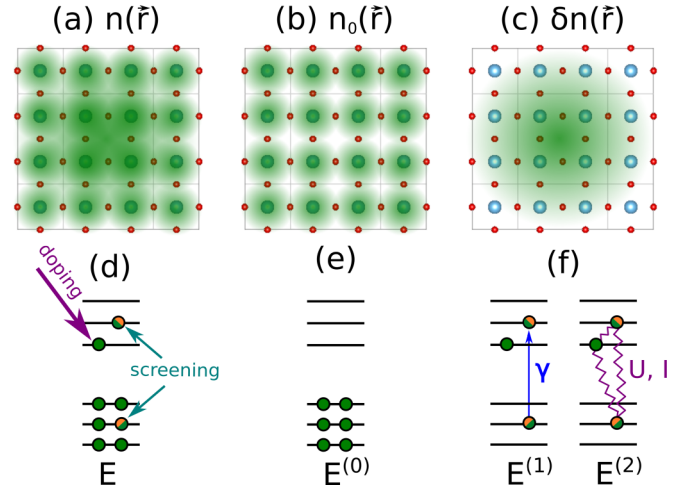 (a) n(r⃗)
(b) n₀(r⃗)
(c) δn(r⃗)
(d)
(e)
(f)
doping
screening
γ
U, I
E
E⁽⁰⁾
E⁽¹⁾
E⁽²⁾